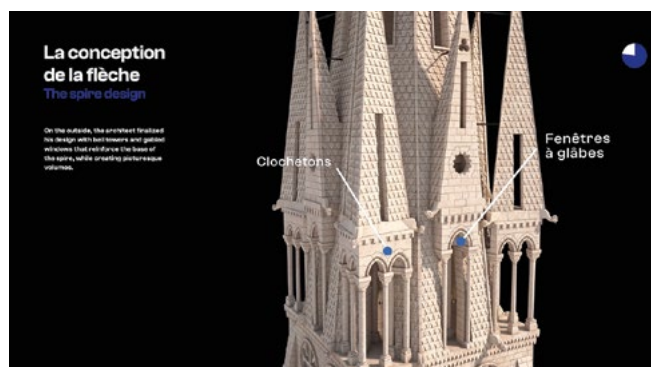 La conception
de la flèche
The spire design
On the outside, the architect finalized
his design with bell towers and gabled
windows that reinforce the base of
the spire, while creating picturesque
volumes.
Clochetons
Fenêtres
à glâbes